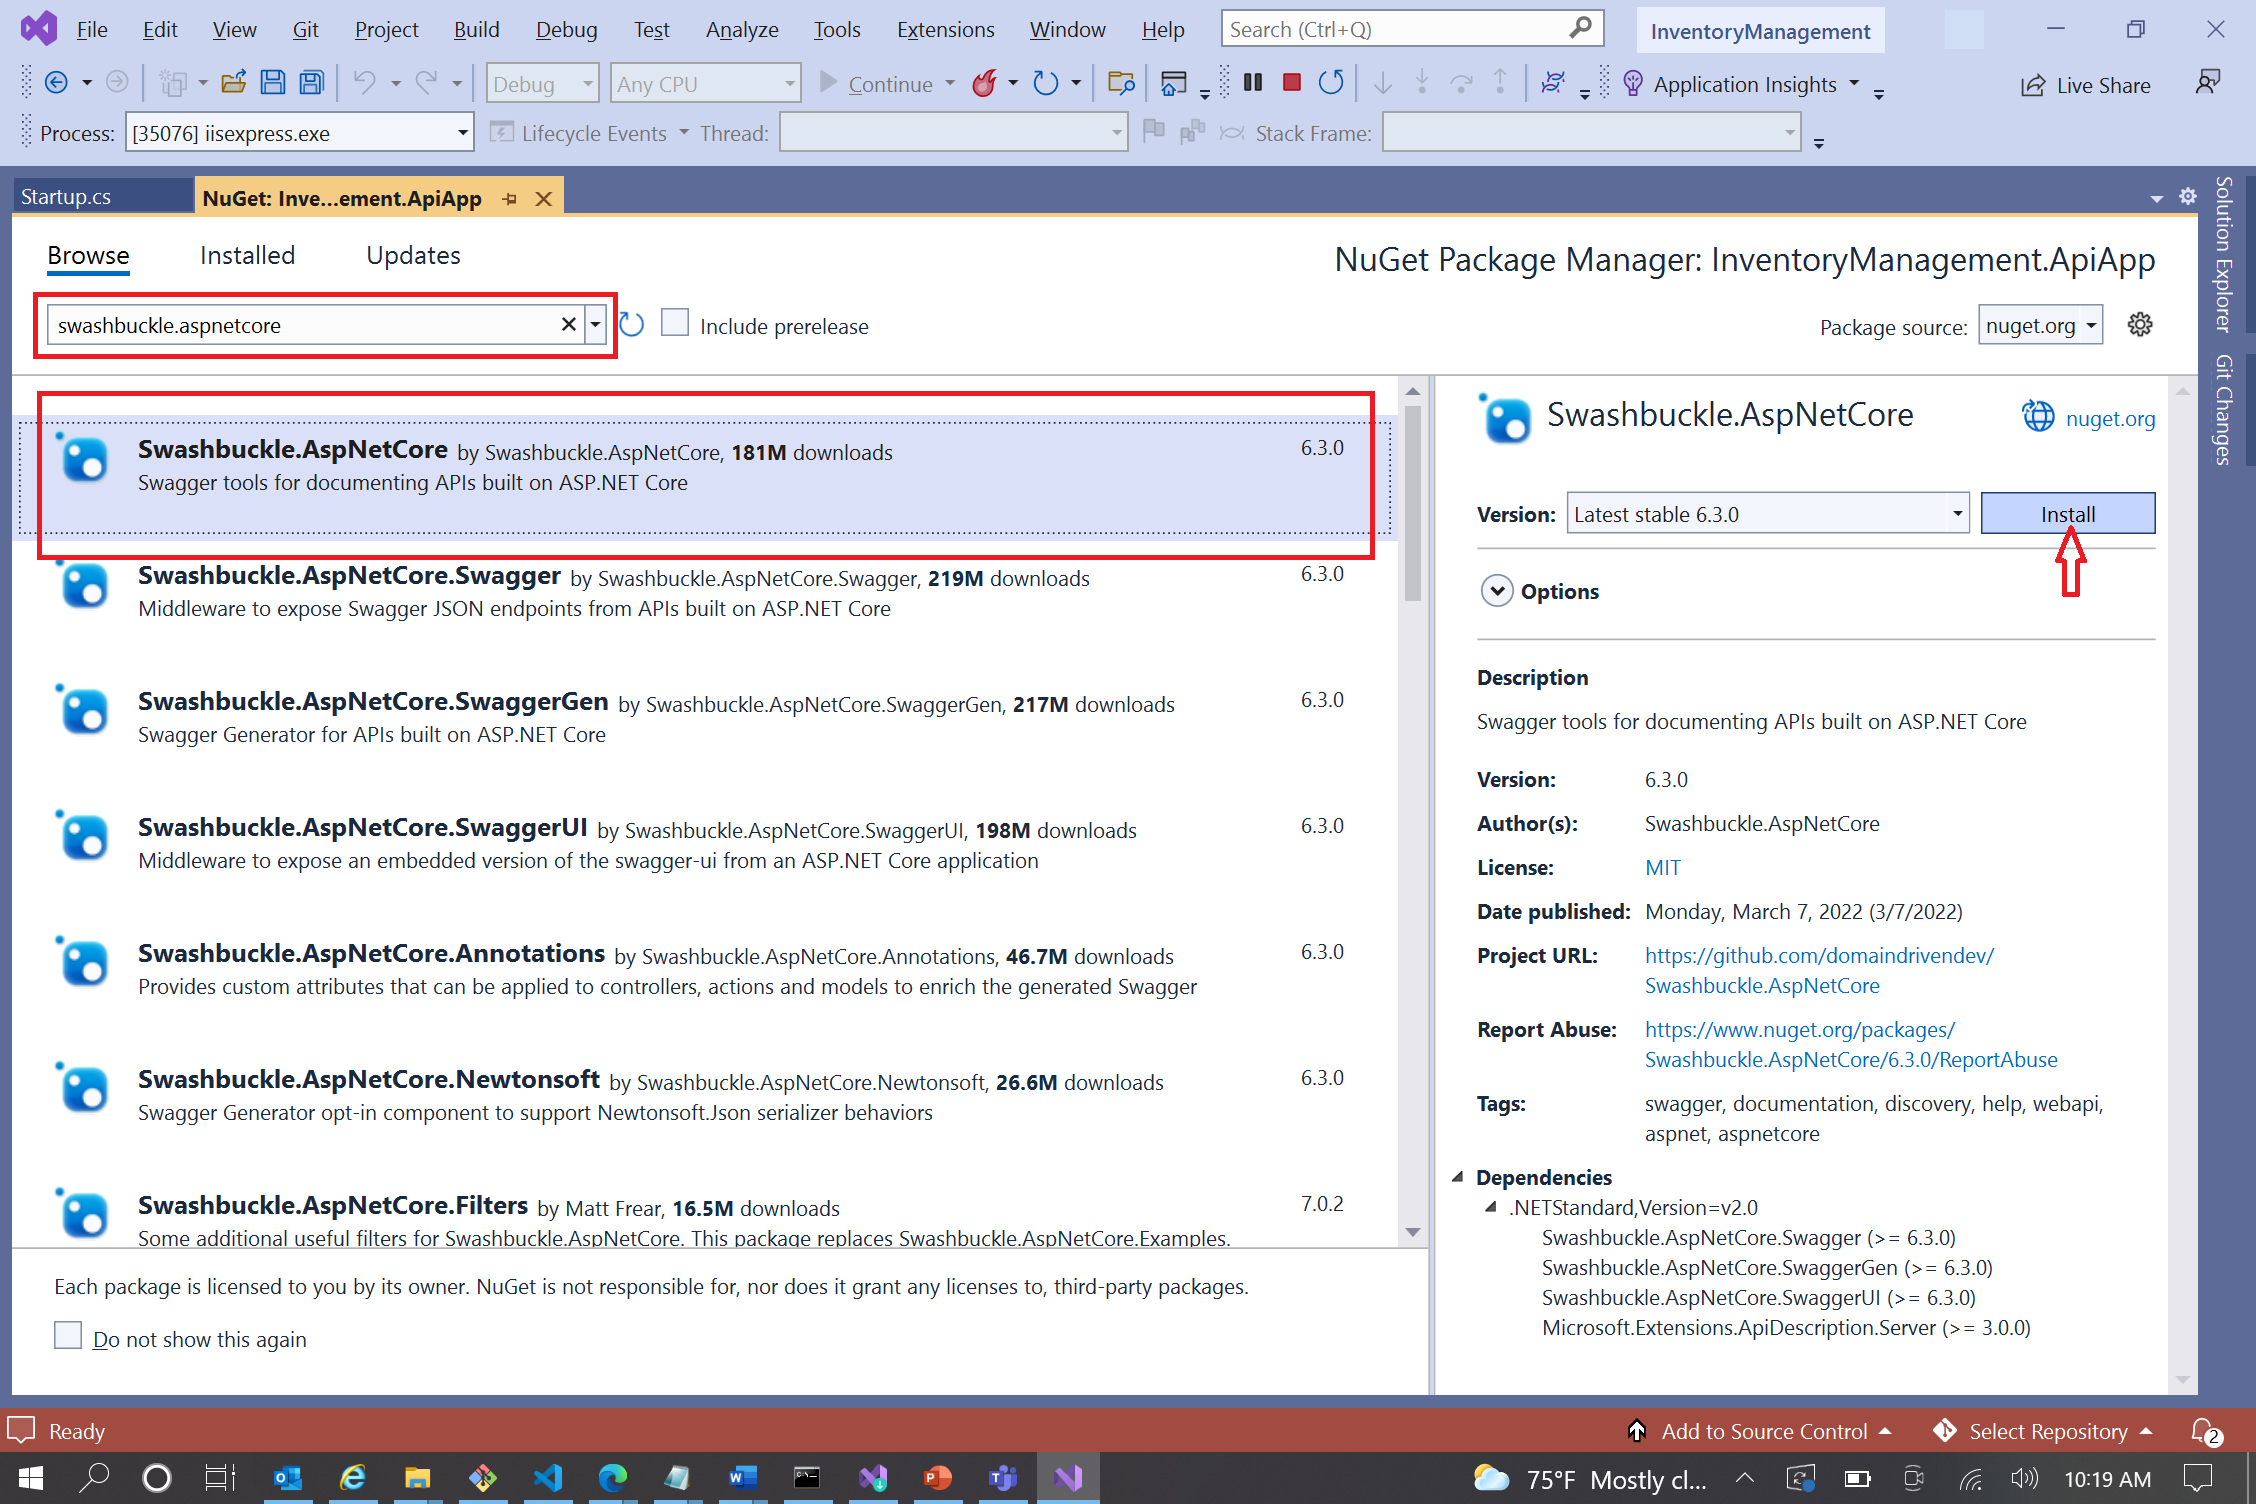 File Edit View Git Project Build Debug Test Analyze Tools Extensions Window Help Search (Ctrl+Q) InventoryManagement
Debug Any CPU Continue Application Insights Live Share
Process: [35076] iisexpress.exe Lifecycle Events Thread: Stack Frame:
Startup.cs NuGet: Inve...ement.ApiApp
Solution Explorer
Git Changes
Browse Installed Updates
NuGet Package Manager: InventoryManagement.ApiApp
swashbuckle.aspnetcore Include prerelease
Package source: nuget.org
Swashbuckle.AspNetCore by Swashbuckle.AspNetCore, 181M downloads 6.3.0
Swagger tools for documenting APIs built on ASP.NET Core
Swashbuckle.AspNetCore.Swagger by Swashbuckle.AspNetCore.Swagger, 219M downloads 6.3.0
Middleware to expose Swagger JSON endpoints from APIs built on ASP.NET Core
Swashbuckle.AspNetCore.SwaggerGen by Swashbuckle.AspNetCore.SwaggerGen, 217M downloads 6.3.0
Swagger Generator for APIs built on ASP.NET Core
Swashbuckle.AspNetCore.SwaggerUI by Swashbuckle.AspNetCore.SwaggerUI, 198M downloads 6.3.0
Middleware to expose an embedded version of the swagger-ui from an ASP.NET Core application
Swashbuckle.AspNetCore.Annotations by Swashbuckle.AspNetCore.Annotations, 46.7M downloads 6.3.0
Provides custom attributes that can be applied to controllers, actions and models to enrich the generated Swagger
Swashbuckle.AspNetCore.Newtonsoft by Swashbuckle.AspNetCore.Newtonsoft, 26.6M downloads 6.3.0
Swagger Generator opt-in component to support Newtonsoft.Json serializer behaviors
Swashbuckle.AspNetCore.Filters by Matt Frear, 16.5M downloads 7.0.2
Some additional useful filters for Swashbuckle.AspNetCore. This package replaces Swashbuckle.AspNetCore.Examples.
Each package is licensed to you by its owner. NuGet is not responsible for, nor does it grant any licenses to, third-party packages.
Do not show this again
Swashbuckle.AspNetCore nuget.org
Version: Latest stable 6.3.0 Install
Options
Description
Swagger tools for documenting APIs built on ASP.NET Core
Version: 6.3.0
Author(s): Swashbuckle.AspNetCore
License: MIT
Date published: Monday, March 7, 2022 (3/7/2022)
Project URL: https://github.com/domaindrivendev/
Swashbuckle.AspNetCore
Report Abuse: https://www.nuget.org/packages/
Swashbuckle.AspNetCore/6.3.0/ReportAbuse
Tags: swagger, documentation, discovery, help, webapi,
aspnet, aspnetcore
Dependencies
.NETStandard,Version=v2.0
Swashbuckle.AspNetCore.Swagger (>= 6.3.0)
Swashbuckle.AspNetCore.SwaggerGen (>= 6.3.0)
Swashbuckle.AspNetCore.SwaggerUI (>= 6.3.0)
Microsoft.Extensions.ApiDescription.Server (>= 3.0.0)
Ready Add to Source Control Select Repository 2
75°F Mostly cl... 10:19 AM